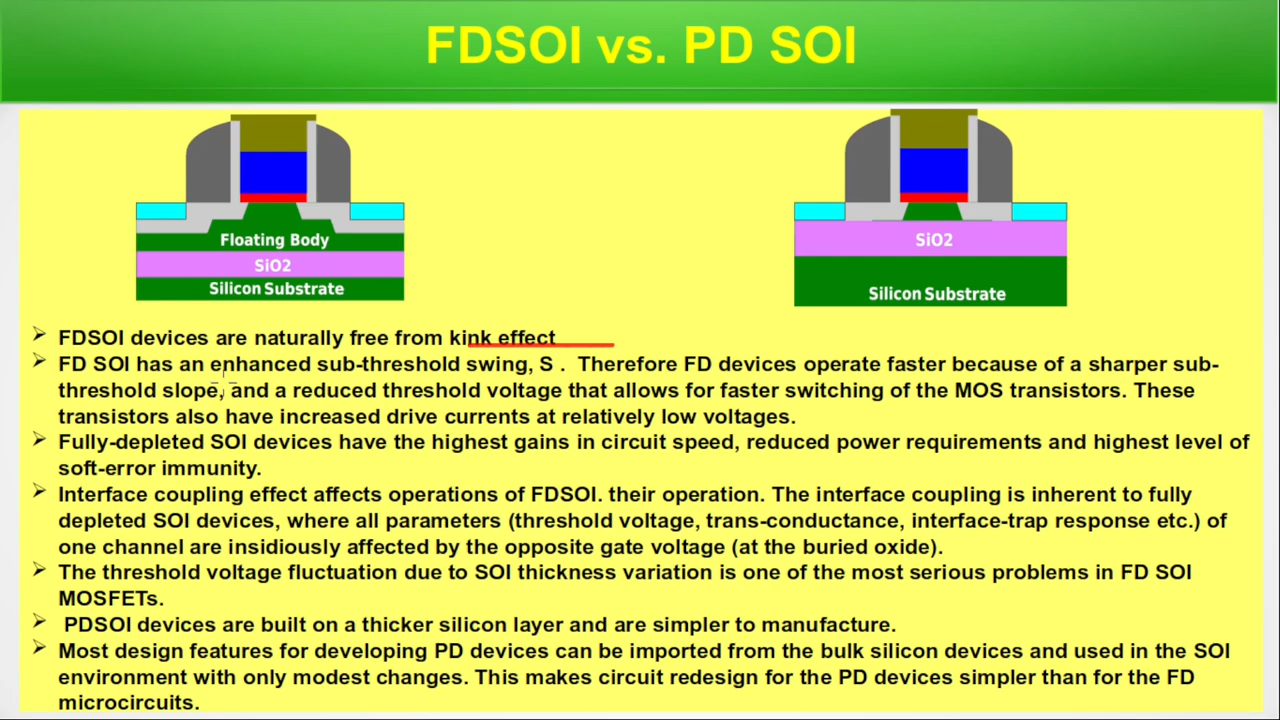 FDSOI vs. PD SOI
Floating Body
SiO2
Silicon Substrate
SiO2
Silicon Substrate
FDSOI devices are naturally free from kink effect
FD SOI has an enhanced sub-threshold swing, S . Therefore FD devices operate faster because of a sharper sub-
threshold slope, and a reduced threshold voltage that allows for faster switching of the MOS transistors. These
transistors also have increased drive currents at relatively low voltages.
Fully-depleted SOI devices have the highest gains in circuit speed, reduced power requirements and highest level of
soft-error immunity.
Interface coupling effect affects operations of FDSOI. their operation. The interface coupling is inherent to fully
depleted SOI devices, where all parameters (threshold voltage, trans-conductance, interface-trap response etc.) of
one channel are insidiously affected by the opposite gate voltage (at the buried oxide).
The threshold voltage fluctuation due to SOI thickness variation is one of the most serious problems in FD SOI
MOSFETs.
PDSOI devices are built on a thicker silicon layer and are simpler to manufacture.
Most design features for developing PD devices can be imported from the bulk silicon devices and used in the SOI
environment with only modest changes. This makes circuit redesign for the PD devices simpler than for the FD
microcircuits.